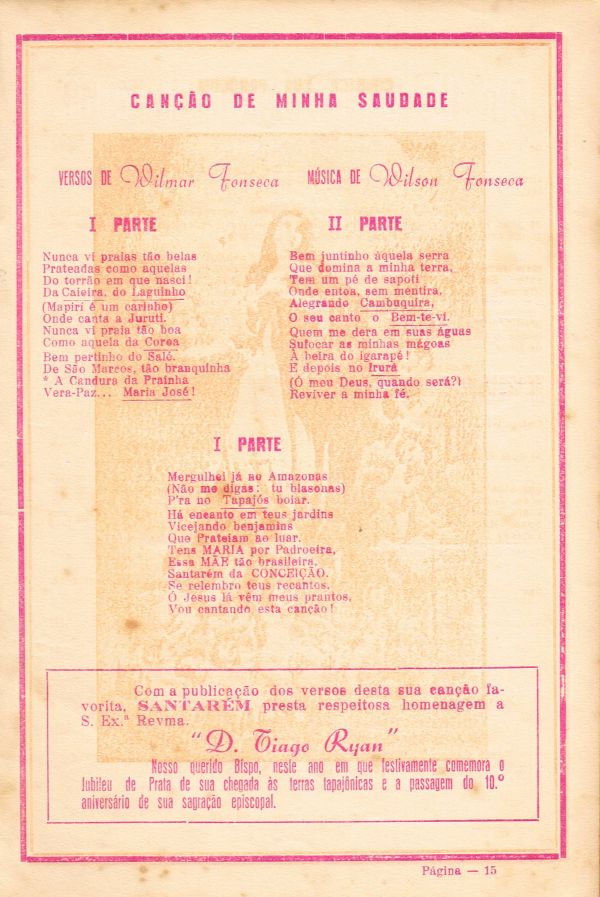 CANÇÃO DE MINHA SAUDADE
VERSOS DE Wilmar Fonseca MÚSICA DE Wilson Fonseca
I PARTE
Nunca vi praias tão belas
Prateadas como aquelas
Do torrão em que nasci!
Da Caieira, do Laguinho
(Mapirí é um carinho)
Onde canta a Juruti.
Nunca vi praia tão boa
Como aquela da Coroa
Bem pertinho do Salé.
De São Marcos, tão branquinha
* A Candura da Prainha
Vera-Paz... Maria José!
II PARTE
Bem juntinho àquela serra
Que domina a minha terra,
Tem um pé de sapoti
Onde entoa, sem mentira,
Alegrando Cambuquira,
O seu canto o Bem-te-vi.
Quem me dera em suas águas
Sufocar as minhas mágoas
À beira do igarapé!
E depois no Irurá
(Ó meu Deus, quando será?)
Reviver a minha fé.
I PARTE
Mergulhei já no Amazonas
(Não me digas: tu blasonas)
P'ra no Tapajós boiar.
Há encanto em teus jardins
Vicejando benjamins
Que Prateiam ao luar.
Tens MARIA por Padroeira,
Essa MÃE tão brasileira,
Santarém da CONCEIÇÃO.
Se relembro teus recantos,
Ó Jesus lá vêm meus prantos,
Vou cantando esta canção!
Com a publicação dos versos desta sua canção fa-
vorita, SANTARÉM presta respeitosa homenagem a
S. Ex.ª Revma.
"D. Tiago Ryan"
Nosso querido Bispo, neste ano em que festivamente comemora o
Jubileu de Prata de sua chegada às terras tapajônicas e a passagem do 10.º
aniversário de sua sagração episcopal.
Página — 15